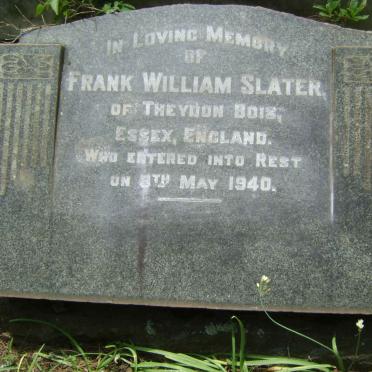 IN LOVING MEMORY
OF
FRANK WILLIAM SLATER
OF THEYDON BOIS,
ESSEX, ENGLAND.
WHO ENTERED INTO REST
ON 8TH MAY 1940.